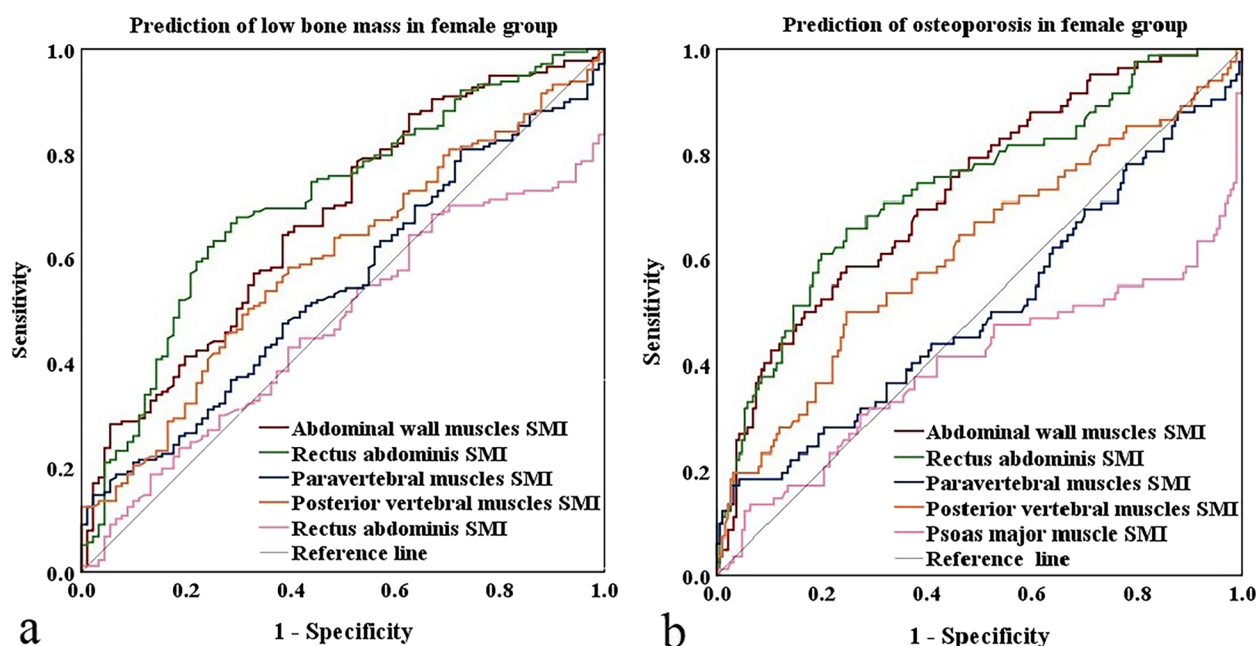 Prediction of low bone mass in female group
1.0
0.8
0.6
0.4
0.2
0.0
Sensitivity
Abdominal wall muscles SMI
Rectus abdominis SMI
Paravertebral muscles SMI
Posterior vertebral muscles SMI
Rectus abdominis SMI
Reference line
0.0 0.2 0.4 0.6 0.8 1.0
1 - Specificity
a
Prediction of osteoporosis in female group
1.0
0.8
0.6
0.4
0.2
0.0
Sensitivity
Abdominal wall muscles SMI
Rectus abdominis SMI
Paravertebral muscles SMI
Posterior vertebral muscles SMI
Psoas major muscle SMI
Reference line
0.0 0.2 0.4 0.6 0.8 1.0
1 - Specificity
b